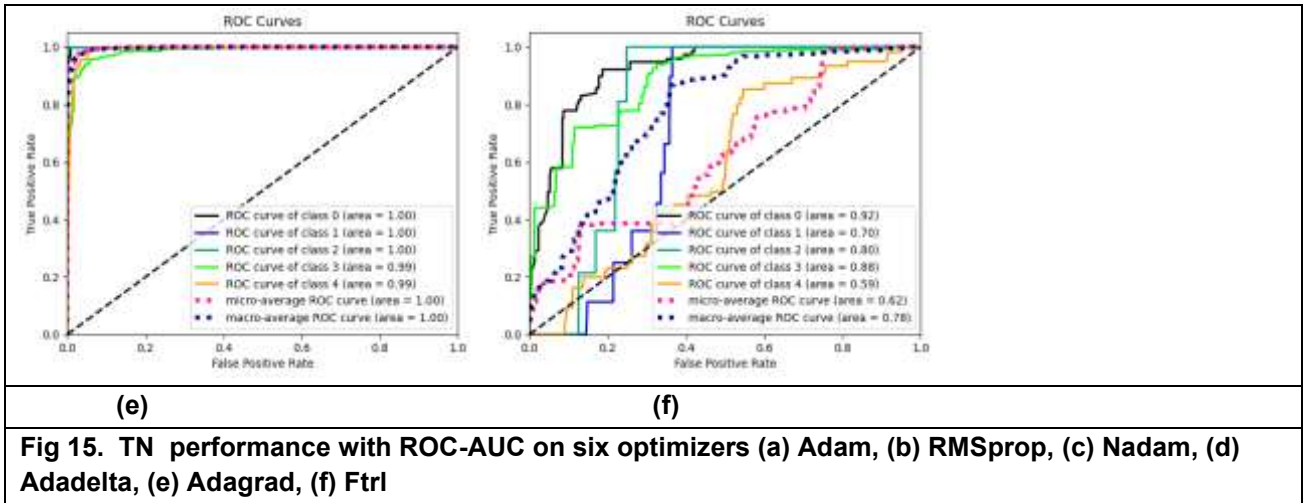 ROC Curves
1.0
0.8
0.6
0.4
0.2
0.0
True Positive Rate
ROC curve of class 0 (area = 1.00)
ROC curve of class 1 (area = 1.00)
ROC curve of class 2 (area = 1.00)
ROC curve of class 3 (area = 0.99)
ROC curve of class 4 (area = 0.99)
micro-average ROC curve (area = 1.00)
macro-average ROC curve (area = 1.00)
0.0 0.2 0.4 0.6 0.8 1.0
False Positive Rate
ROC Curves
1.0
0.8
0.6
0.4
0.2
0.0
True Positive Rate
ROC curve of class 0 (area = 0.92)
ROC curve of class 1 (area = 0.70)
ROC curve of class 2 (area = 0.80)
ROC curve of class 3 (area = 0.88)
ROC curve of class 4 (area = 0.59)
micro-average ROC curve (area = 0.62)
macro-average ROC curve (area = 0.78)
0.0 0.2 0.4 0.6 0.8 1.0
False Positive Rate
(e) (f)
Fig 15. TN performance with ROC-AUC on six optimizers (a) Adam, (b) RMSprop, (c) Nadam, (d)
Adadelta, (e) Adagrad, (f) Ftrl